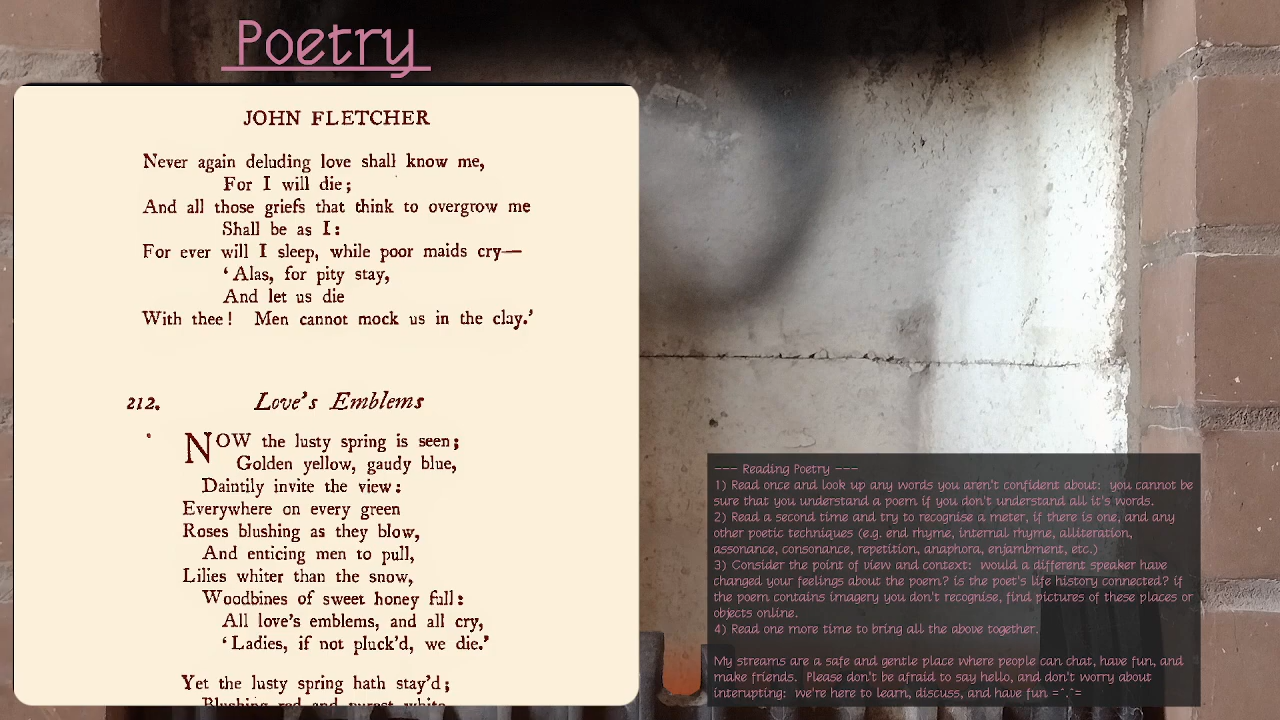 Poetry
JOHN FLETCHER
Never again deluding love shall know me,
For I will die;
And all those griefs that think to overgrow me
Shall be as I:
For ever will I sleep, while poor maids cry—
‘Alas, for pity stay,
And let us die
With thee! Men cannot mock us in the clay.’
212. Love's Emblems
NOW the lusty spring is seen;
Golden yellow, gaudy blue,
Daintily invite the view:
Everywhere on every green
Roses blushing as they blow,
And enticing men to pull,
Lilies whiter than the snow,
Woodbines of sweet honey full:
All love's emblems, and all cry,
‘Ladies, if not pluck'd, we die.’
Yet the lusty spring hath stay'd;
Blushing red and purest white
--- Reading Poetry ---
1) Read once and look up any words you aren't confident about: you cannot be
sure that you understand a poem if you don't understand all it's words.
2) Read a second time and try to recognise a meter, if there is one, and any
other poetic techniques (e.g. end rhyme, internal rhyme, alliteration,
assonance, consonance, repetition, anaphora, enjambment, etc.)
3) Consider the point of view and context: would a different speaker have
changed your feelings about the poem? is the poet's life history connected? if
the poem contains imagery you don't recognise, find pictures of these places or
objects online.
4) Read one more time to bring all the above together.
My streams are a safe and gentle place where people can chat, have fun, and
make friends. Please don't be afraid to say hello, and don't worry about
interupting: we're here to learn, discuss, and have fun =^.^=